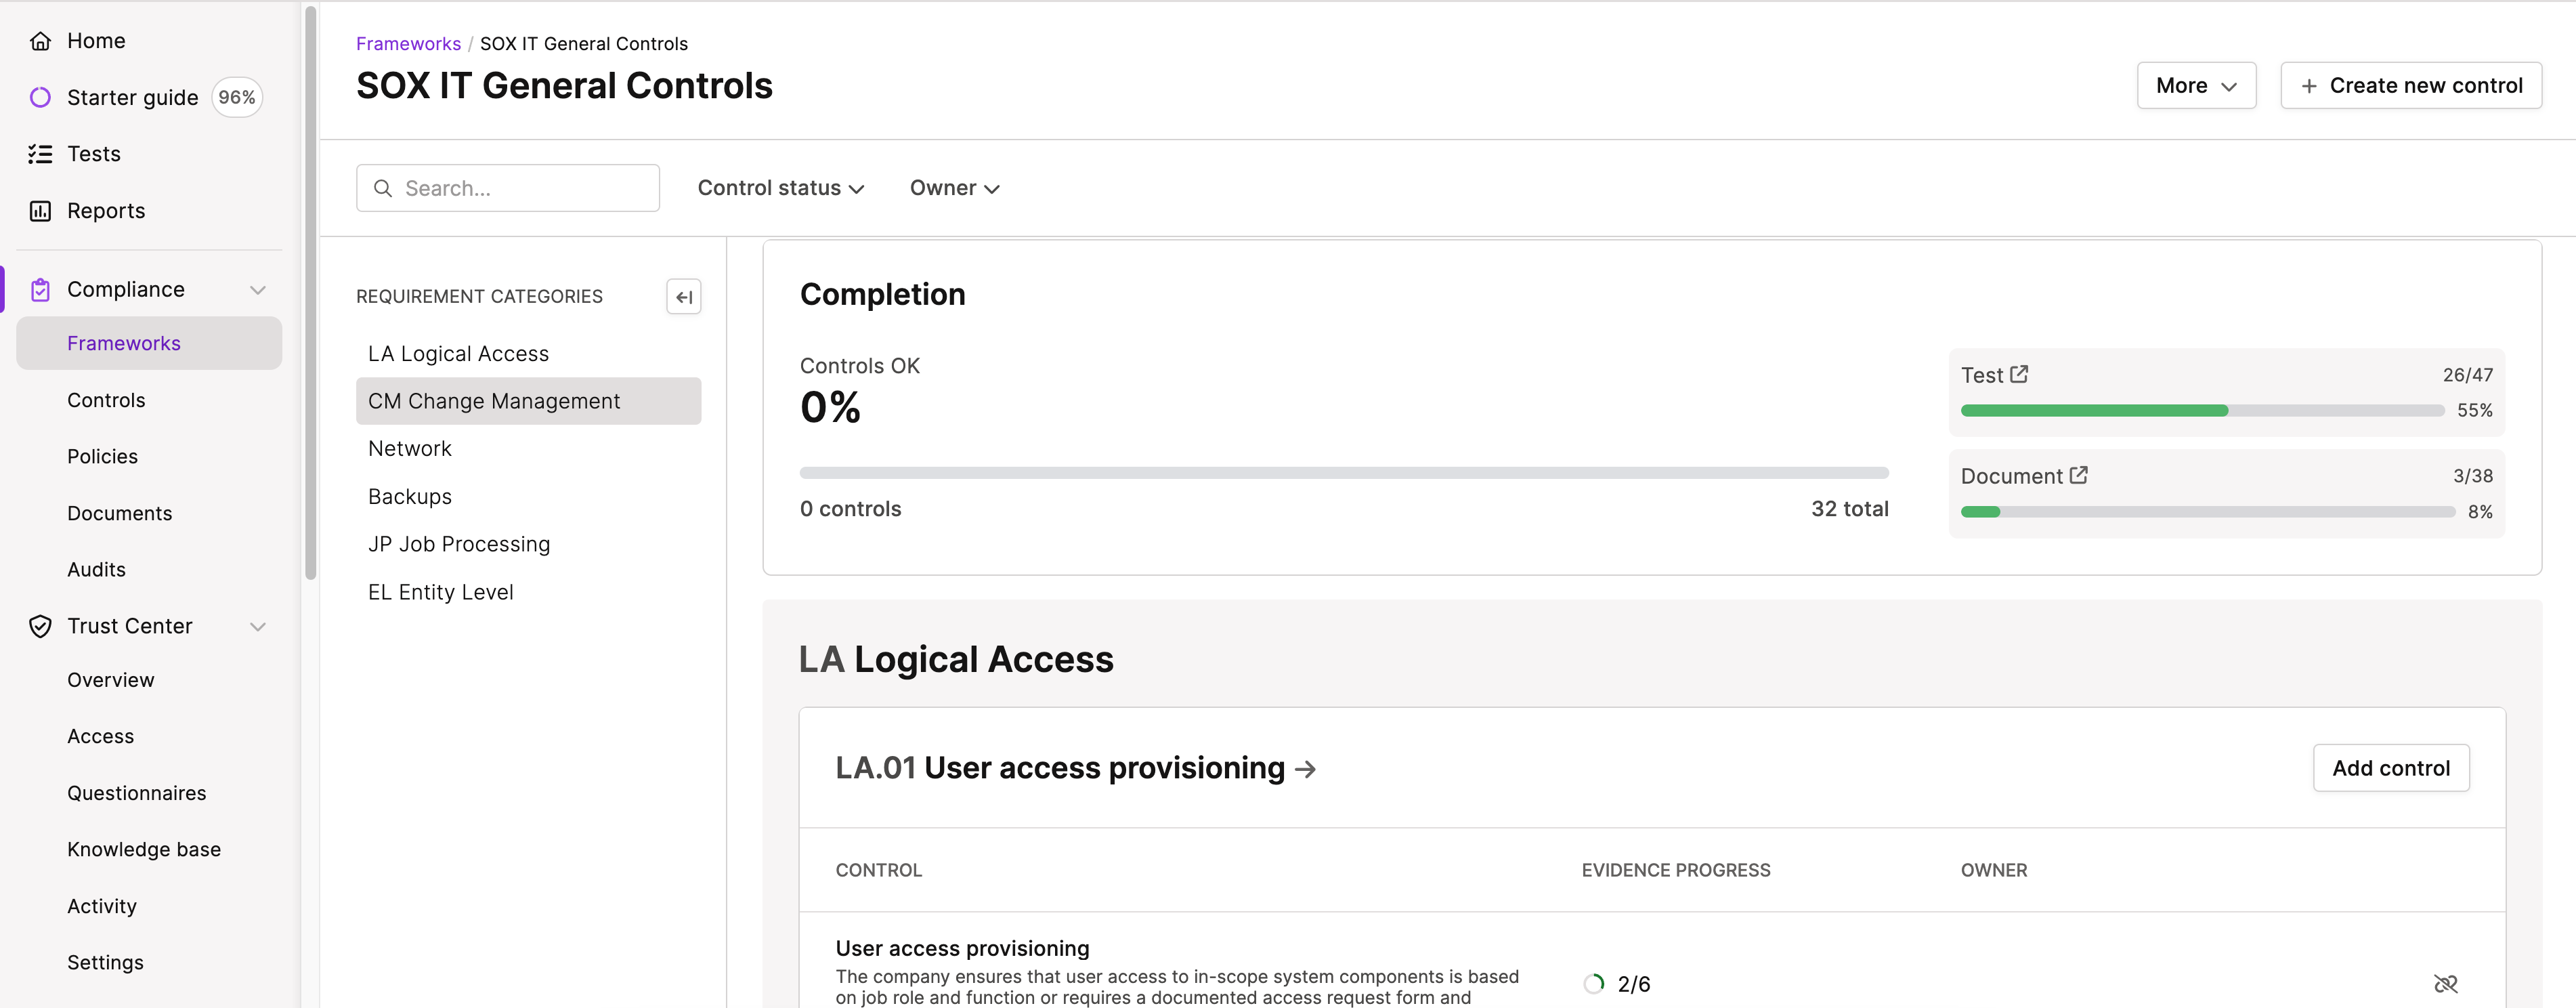 Home
Starter guide 96%
Tests
Reports
Compliance
Frameworks
Controls
Policies
Documents
Audits
Trust Center
Overview
Access
Questionnaires
Knowledge base
Activity
Settings
Frameworks / SOX IT General Controls
SOX IT General Controls
More
+ Create new control
Search...
Control status
Owner
REQUIREMENT CATEGORIES
LA Logical Access
CM Change Management
Network
Backups
JP Job Processing
EL Entity Level
Completion
Controls OK
0%
0 controls
32 total
Test 26/47
55%
Document 3/38
8%
LA Logical Access
LA.01 User access provisioning →
Add control
CONTROL EVIDENCE PROGRESS OWNER
User access provisioning
The company ensures that user access to in-scope system components is based
on job role and function or requires a documented access request form and
2/6